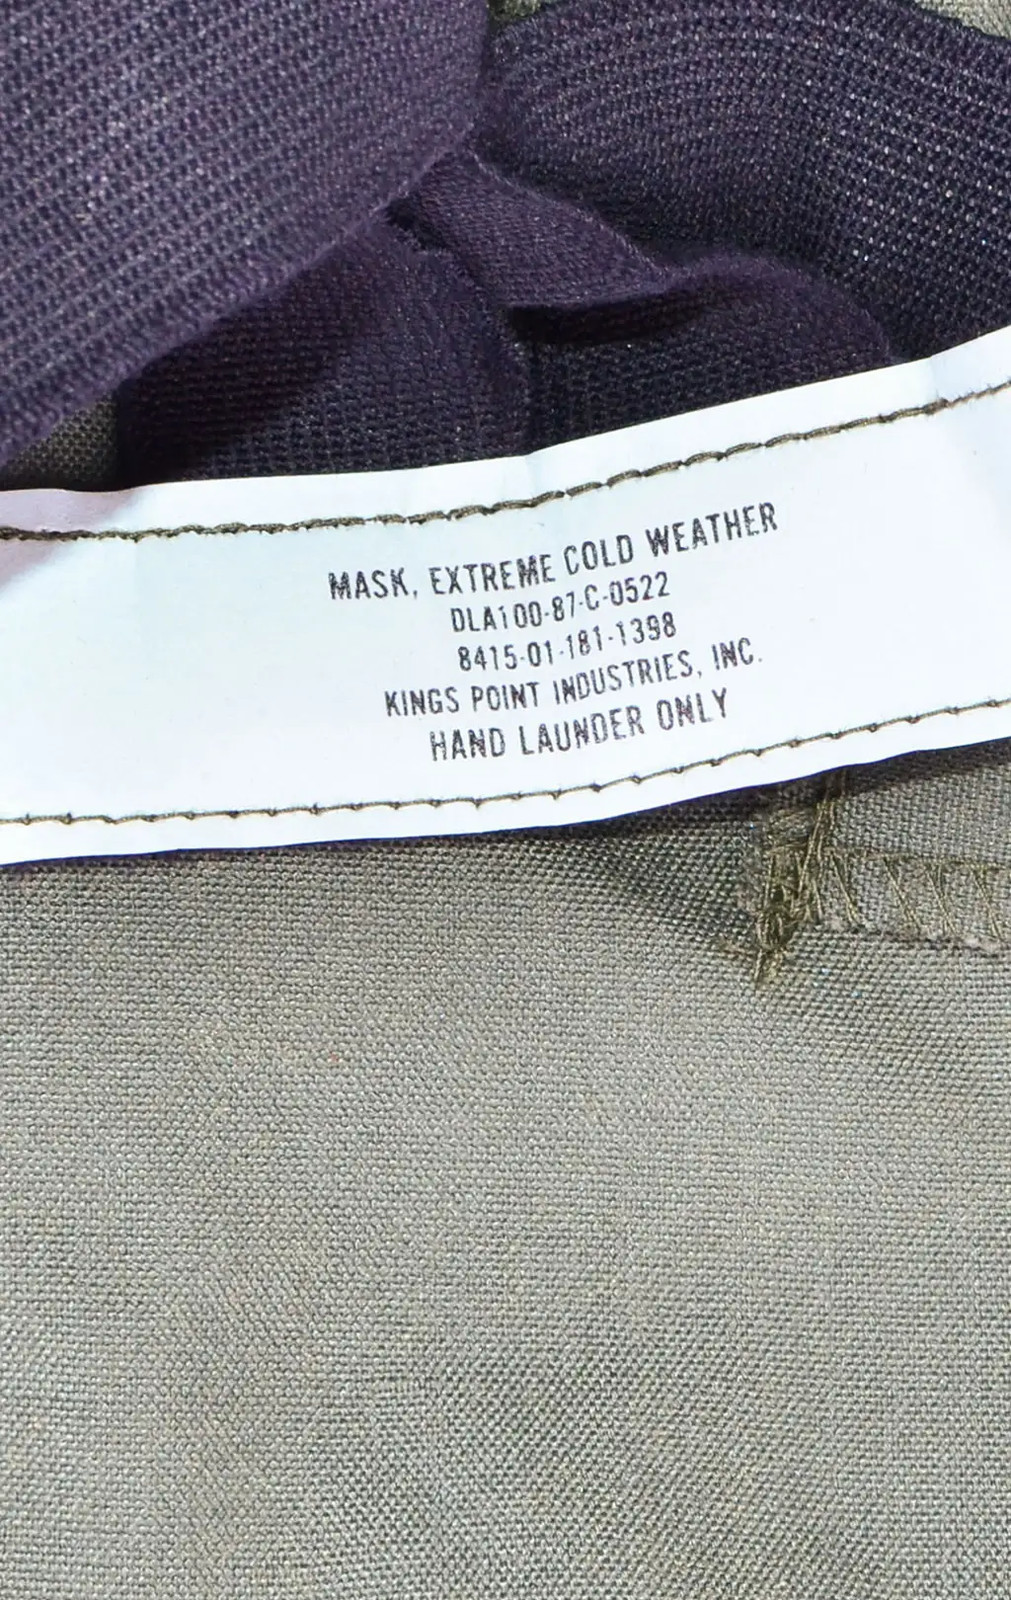 MASK, EXTREME COLD WEATHER
DLA100-87-C-0522
8415-01-181-1398
KINGS POINT INDUSTRIES, INC.
HAND LAUNDER ONLY